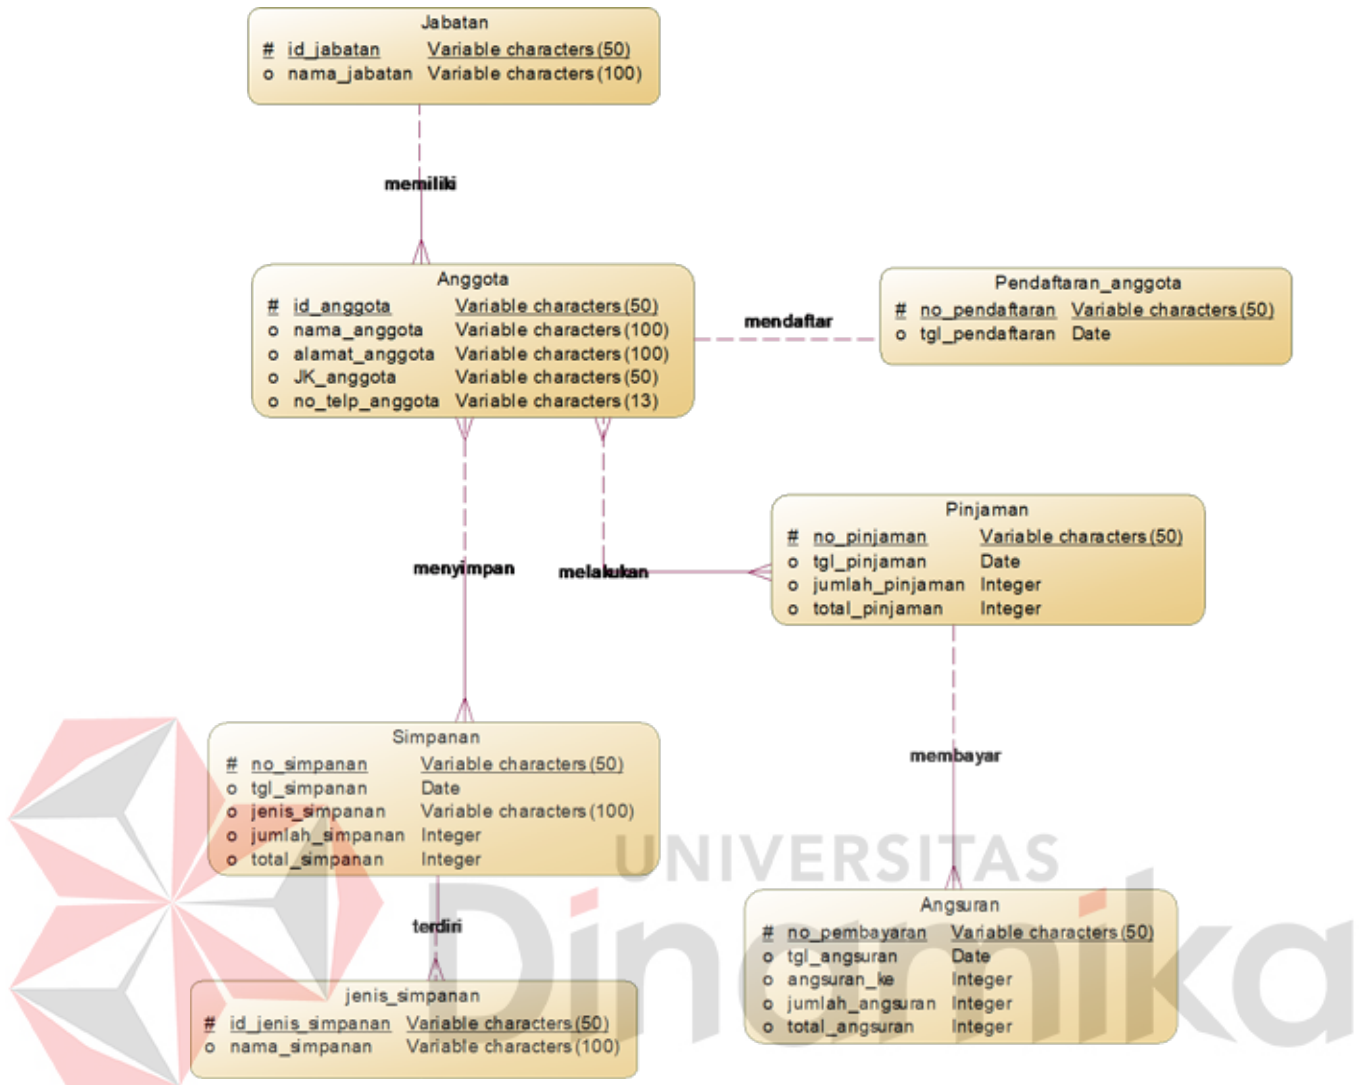 Jabatan
# id_jabatan Variable characters (50)
o nama_jabatan Variable characters (100)
memiliki
Anggota
# id_anggota Variable characters (50)
o nama_anggota Variable characters (100)
o alamat_anggota Variable characters (100)
o JK_anggota Variable characters (50)
o no_telp_anggota Variable characters (13)
mendaftar
Pendaftaran_anggota
# no_pendaftaran Variable characters (50)
o tgl_pendaftaran Date
menyimpan
melakukan
Pinjaman
# no_pinjaman Variable characters (50)
o tgl_pinjaman Date
o jumlah_pinjaman Integer
o total_pinjaman Integer
Simpanan
# no_simpanan Variable characters (50)
o tgl_simpanan Date
o jenis_simpanan Variable characters (100)
o jumlah_simpanan Integer
o total_simpanan Integer
membayar
terdiri
jenis_simpanan
# id_jenis_simpanan Variable characters (50)
o nama_simpanan Variable characters (100)
Angsuran
# no_pembayaran Variable characters (50)
o tgl_angsuran Date
o angsuran_ke Integer
o jumlah_angsuran Integer
o total_angsuran Integer
UNIVERSITAS
Dinamika